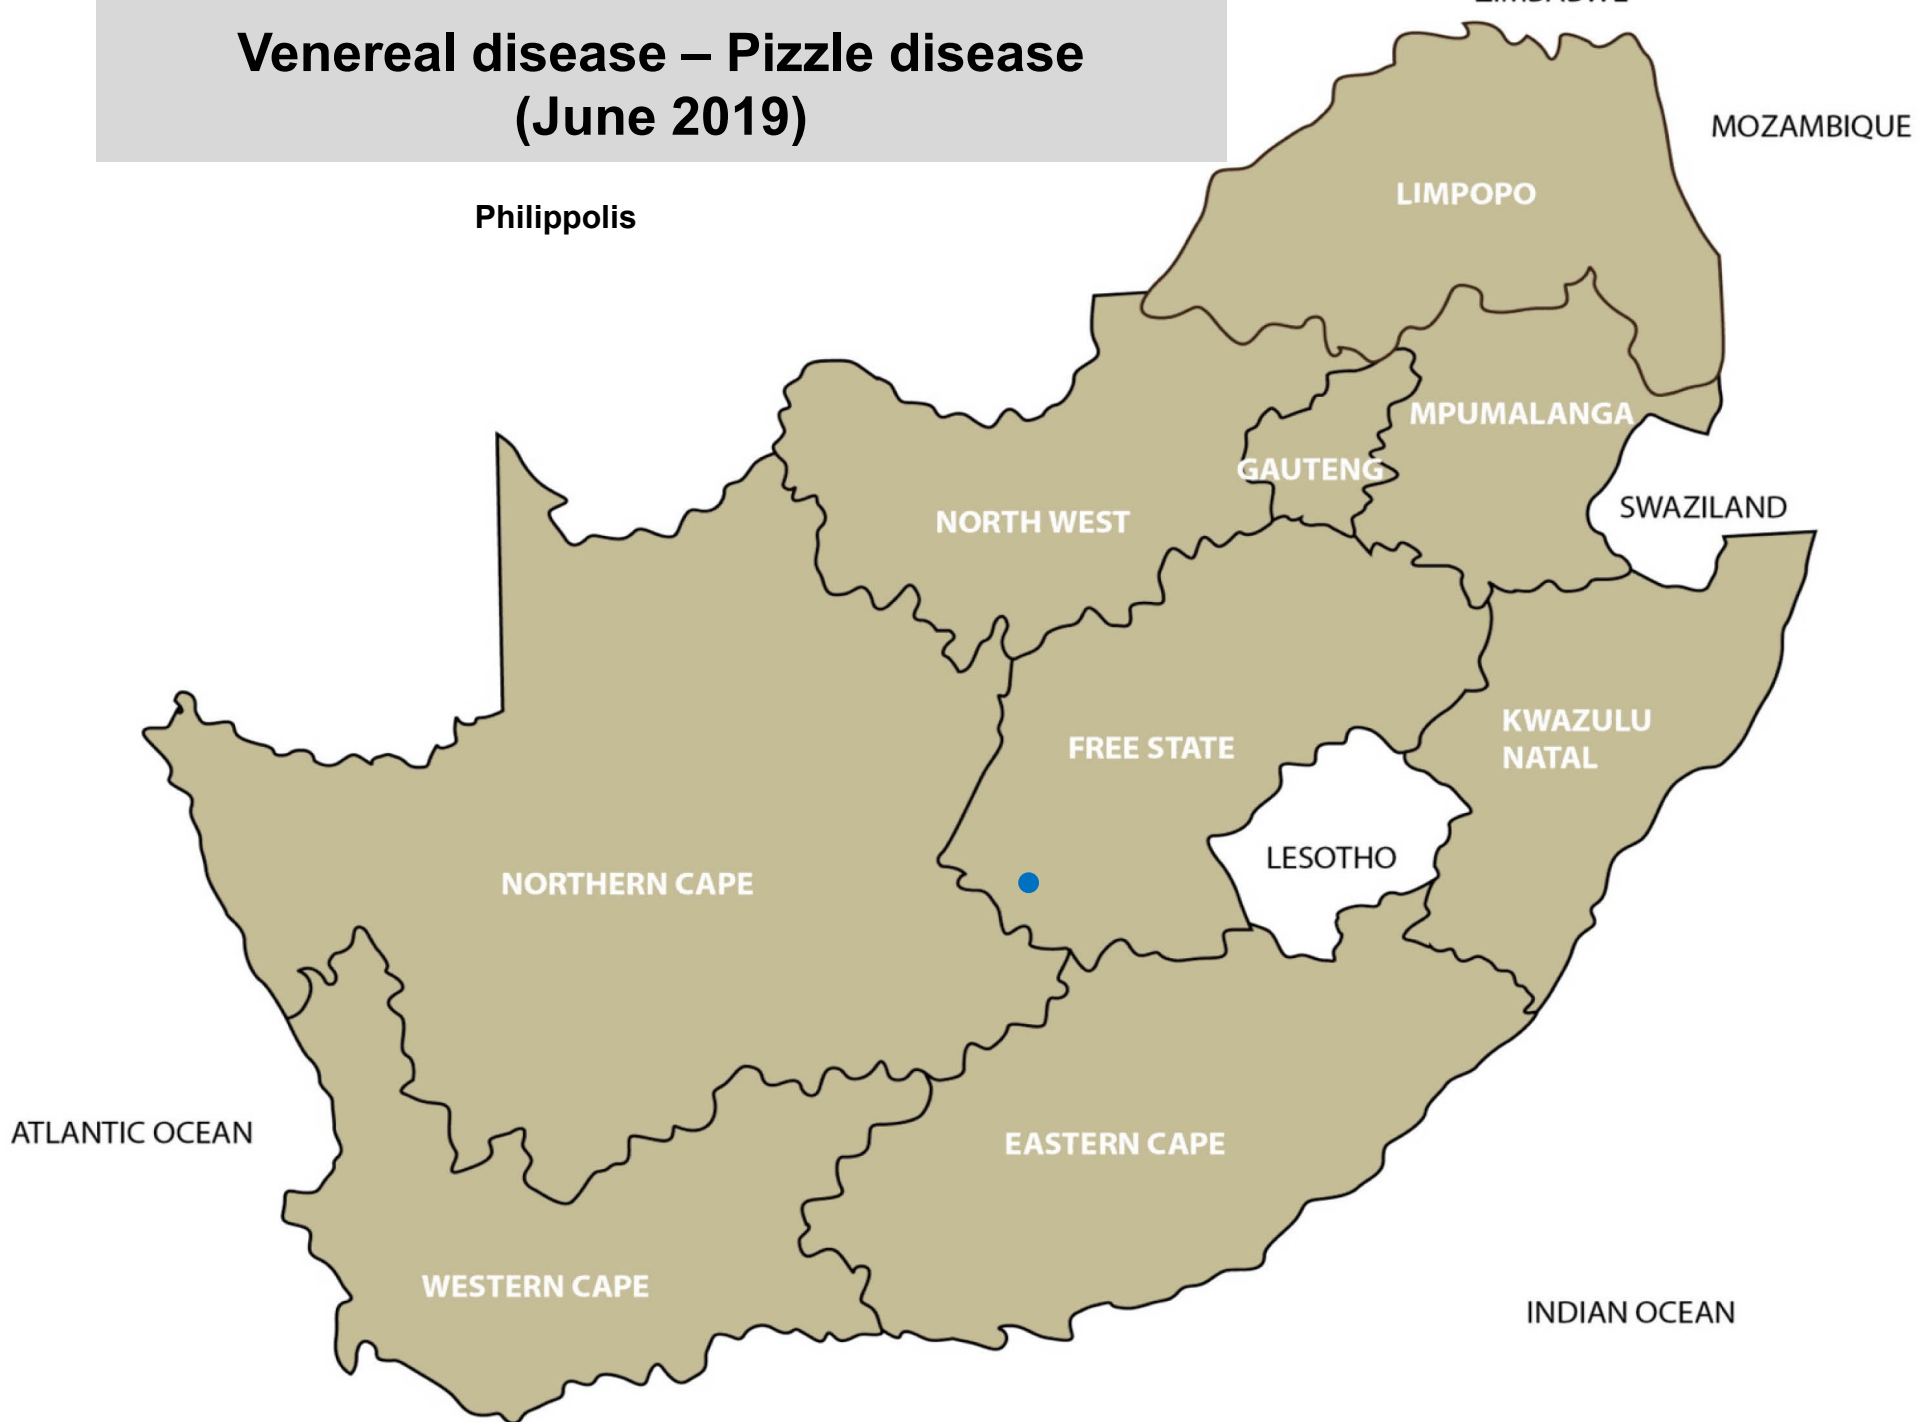 Venereal disease – Pizzle disease
(June 2019)
MOZAMBIQUE
LIMPOPO
Philippolis
MPUMALANGA
GAUTENG
SWAZILAND
NORTH WEST
KWAZULU
NATAL
FREE STATE
LESOTHO
NORTHERN CAPE
ATLANTIC OCEAN
EASTERN CAPE
WESTERN CAPE
INDIAN OCEAN